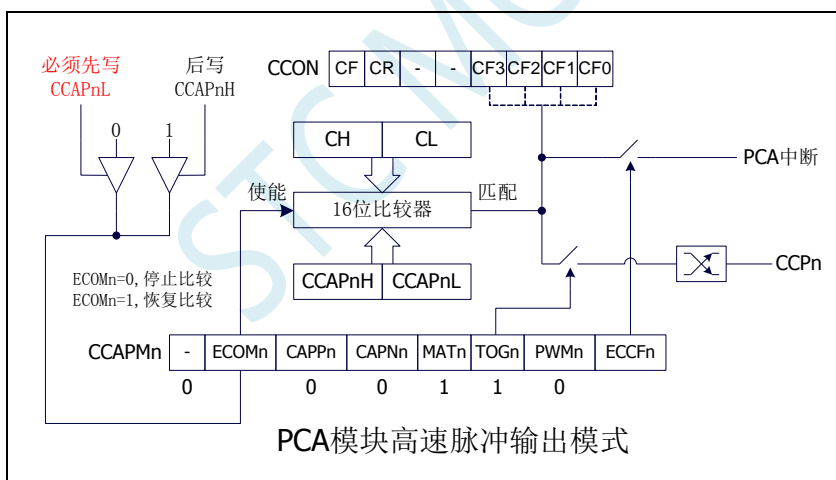 STC MC
必须先写
CCAPnL
后写
CCAPnH
0
1
CCON CF CR - - CF3 CF2 CF1 CF0
CH CL
使能
16位比较器
匹配
PCA中断
CCAPnH CCAPnL
CCPn
ECOMn=0,停止比较
ECOMn=1,恢复比较
CCAPMn - ECOMn CAPPn CAPNn MATn TOGn PWMn ECCFn
0 0 0 1 1 0
PCA模块高速脉冲输出模式